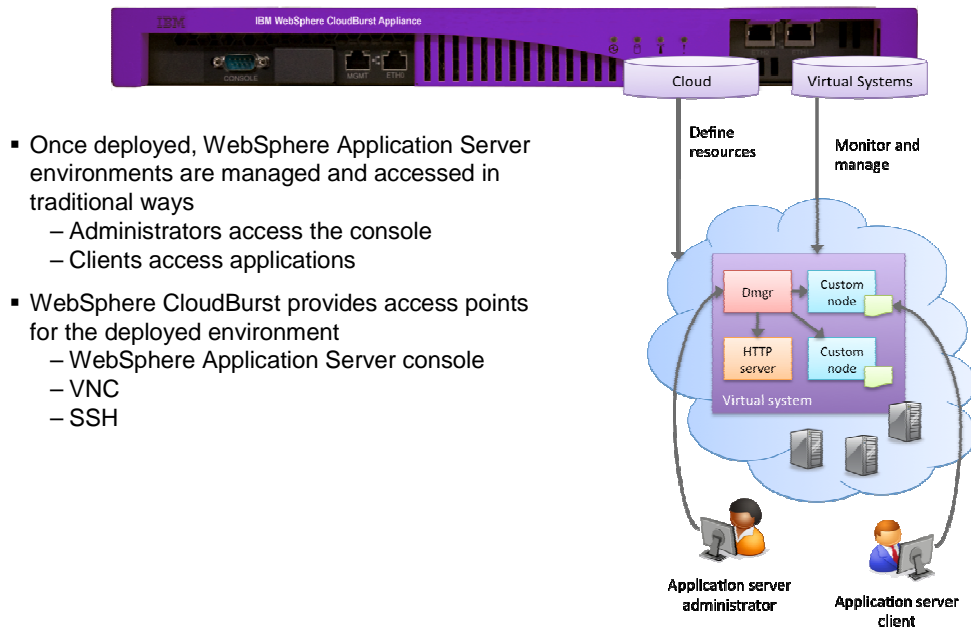 IBM
IBM WebSphere CloudBurst Appliance
CONSOLE
MGMT
ETH0
ETH2
ETH1
Cloud
Virtual Systems
Define
resources
Monitor and
manage
▪ Once deployed, WebSphere Application Server
environments are managed and accessed in
traditional ways
– Administrators access the console
– Clients access applications
▪ WebSphere CloudBurst provides access points
for the deployed environment
– WebSphere Application Server console
– VNC
– SSH
Dmgr
Custom
node
HTTP
server
Custom
node
Virtual system
Application server
administrator
Application server
client